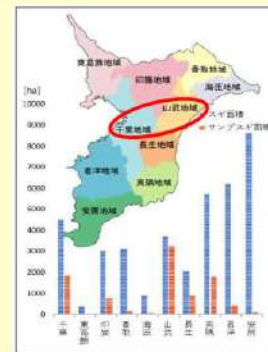 東葛飾地域
印旛地域
香取地域
海匝地域
[ha]
山武地域
千葉地域
スギ面積
サンブスギ面積
長生地域
君津地域
夷隅地域
安房地域
10000
9000
8000
7000
6000
5000
4000
3000
2000
1000
0
千葉
東葛飾
印旛
香取
海匝
山武
長生
夷隅
君津
安房